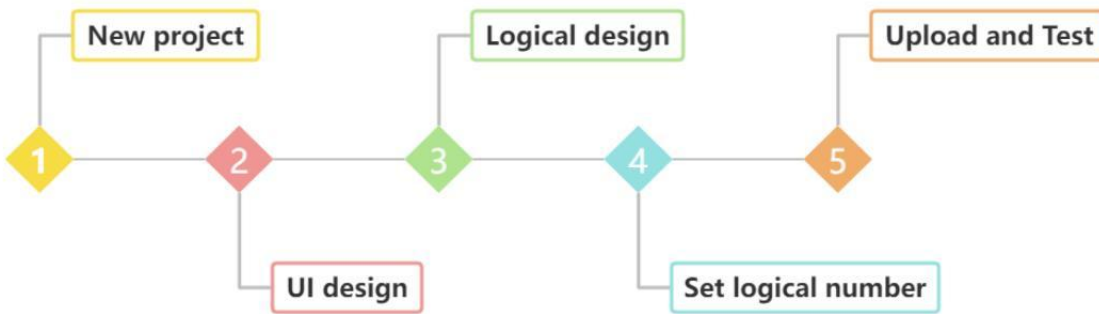 New project
Logical design
Upload and Test
1
2
3
4
5
UI design
Set logical number